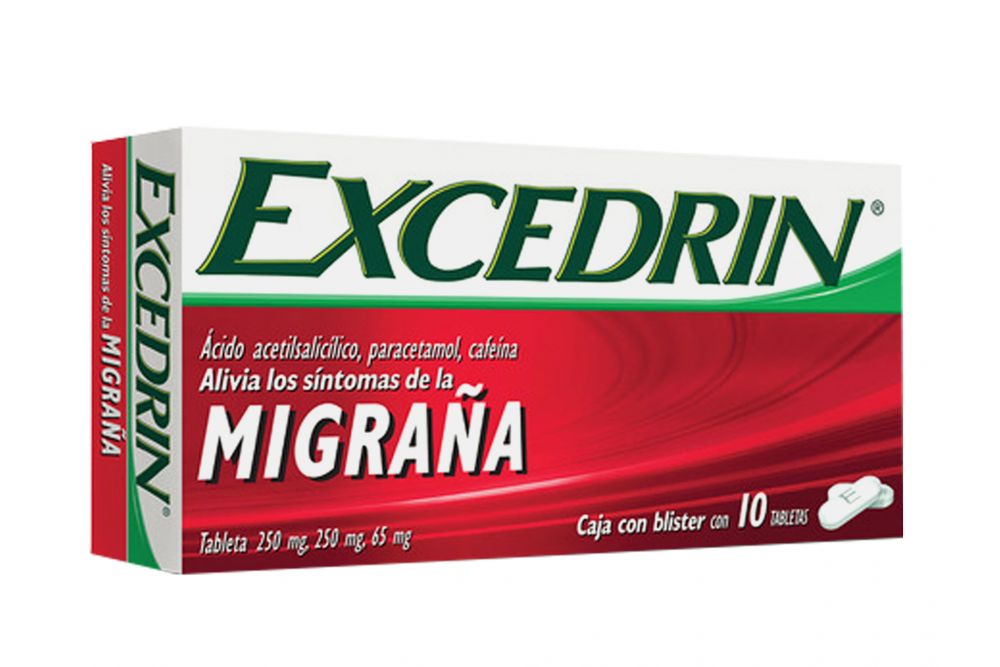 Alivia los síntomas de la
MIGRAÑA
EXCEDRIN®
EXCEDRIN®
Ácido acetilsalicílico, paracetamol, cafeína
Alivia los síntomas de la
MIGRAÑA
Tableta 250 mg, 250 mg, 65 mg
Caja con blister con 10 TABLETAS
E